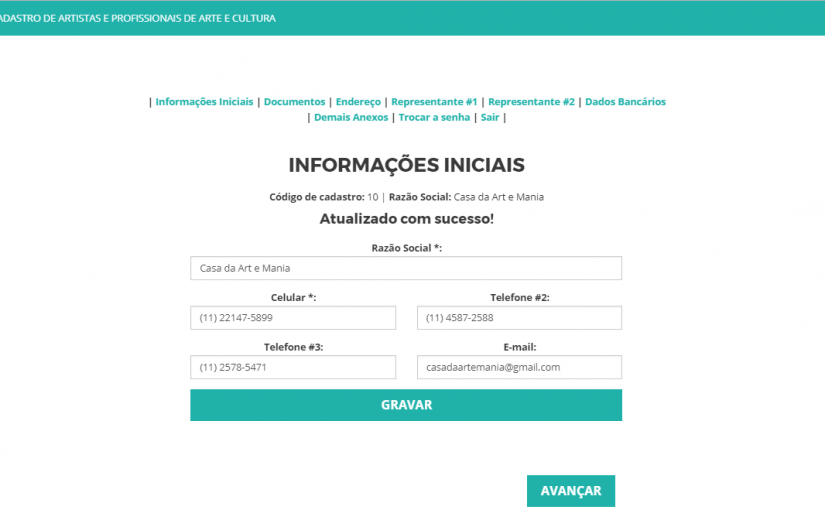 CADASTRO DE ARTISTAS E PROFISSIONAIS DE ARTE E CULTURA
| Informações Iniciais | Documentos | Endereço | Representante #1 | Representante #2 | Dados Bancários
| Demais Anexos | Trocar a senha | Sair |
INFORMAÇÕES INICIAIS
Código de cadastro: 10 | Razão Social: Casa da Art e Mania
Atualizado com sucesso!
Razão Social *:
Casa da Art e Mania
Celular *: Telefone #2:
(11) 22147-5899 (11) 4587-2588
Telefone #3: E-mail:
(11) 2578-5471 casadaartemania@gmail.com
GRAVAR
AVANÇAR